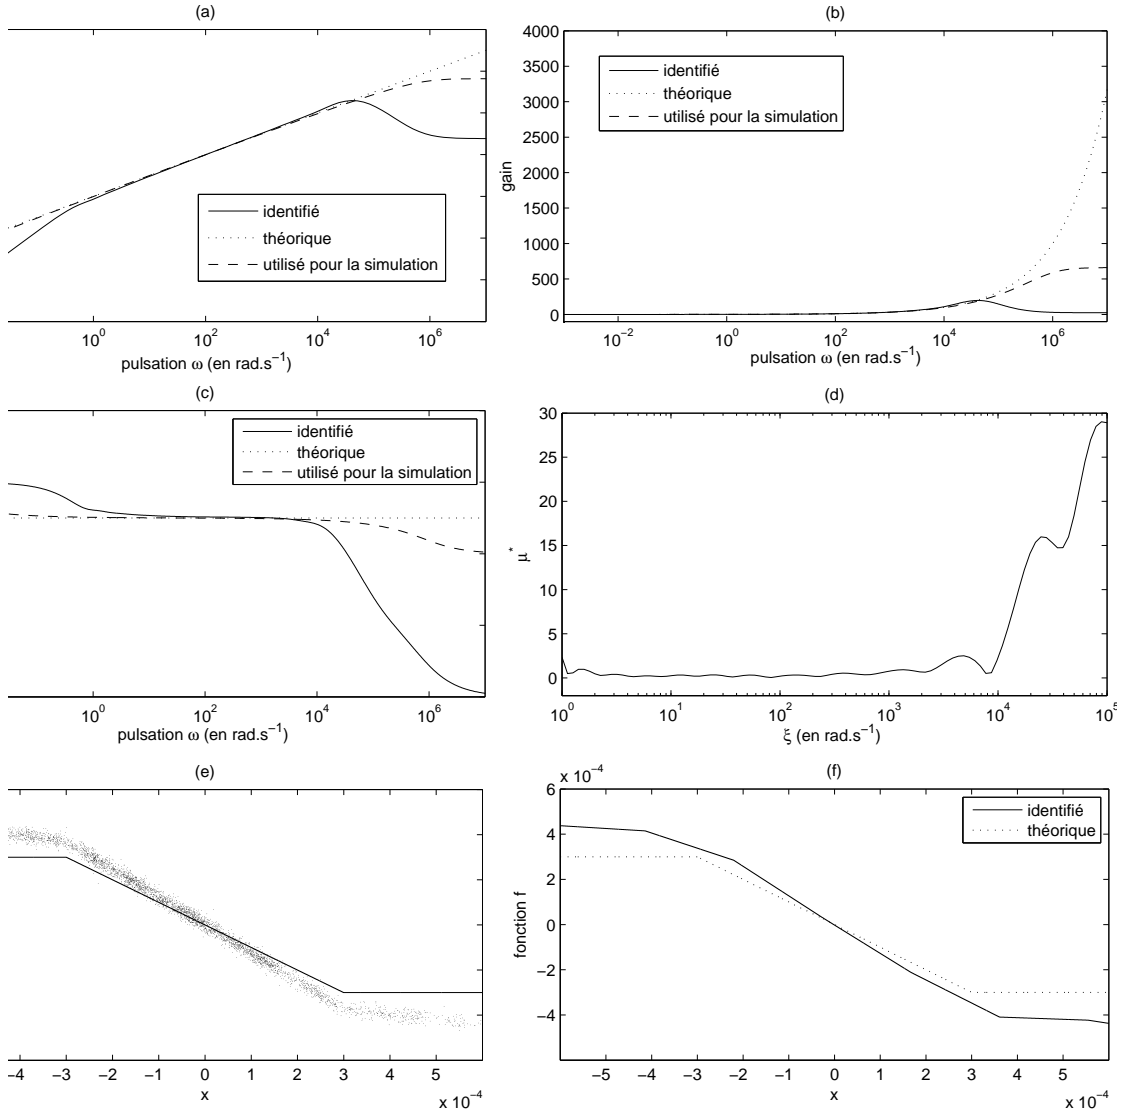 (a)
identifié
théorique
utilisé pour la simulation
10^0 10^2 10^4 10^6
pulsation ω (en rad.s^−1)
(b)
4000
3500
3000
2500
2000
1500
1000
500
0
gain
identifié
théorique
utilisé pour la simulation
10^−2 10^0 10^2 10^4 10^6
pulsation ω (en rad.s^−1)
(c)
identifié
théorique
utilisé pour la simulation
10^0 10^2 10^4 10^6
pulsation ω (en rad.s^−1)
(d)
30
25
20
15
10
5
0
μ*
10^0 10^1 10^2 10^3 10^4 10^5
ξ (en rad.s^−1)
(e)
−4 −3 −2 −1 0 1 2 3 4 5
x
x 10^−4
(f)
x 10^−4
6
4
2
0
−2
−4
fonction f
identifié
théorique
−5 −4 −3 −2 −1 0 1 2 3 4 5
x
x 10^−4